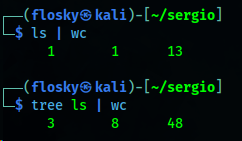 ┌──(flosky㉿kali)-[~/sergio]
└─$ ls | wc
      1       1      13
┌──(flosky㉿kali)-[~/sergio]
└─$ tree ls | wc
      3       8      48